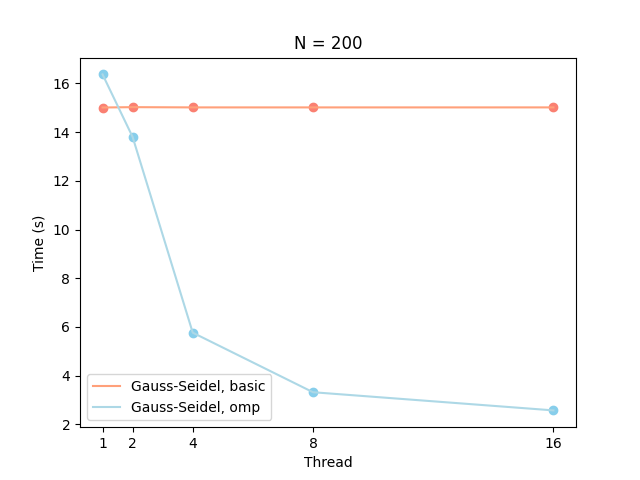 N = 200
Time (s)
16
14
12
10
8
6
4
2
Gauss-Seidel, basic
Gauss-Seidel, omp
1 2 4 8 16
Thread